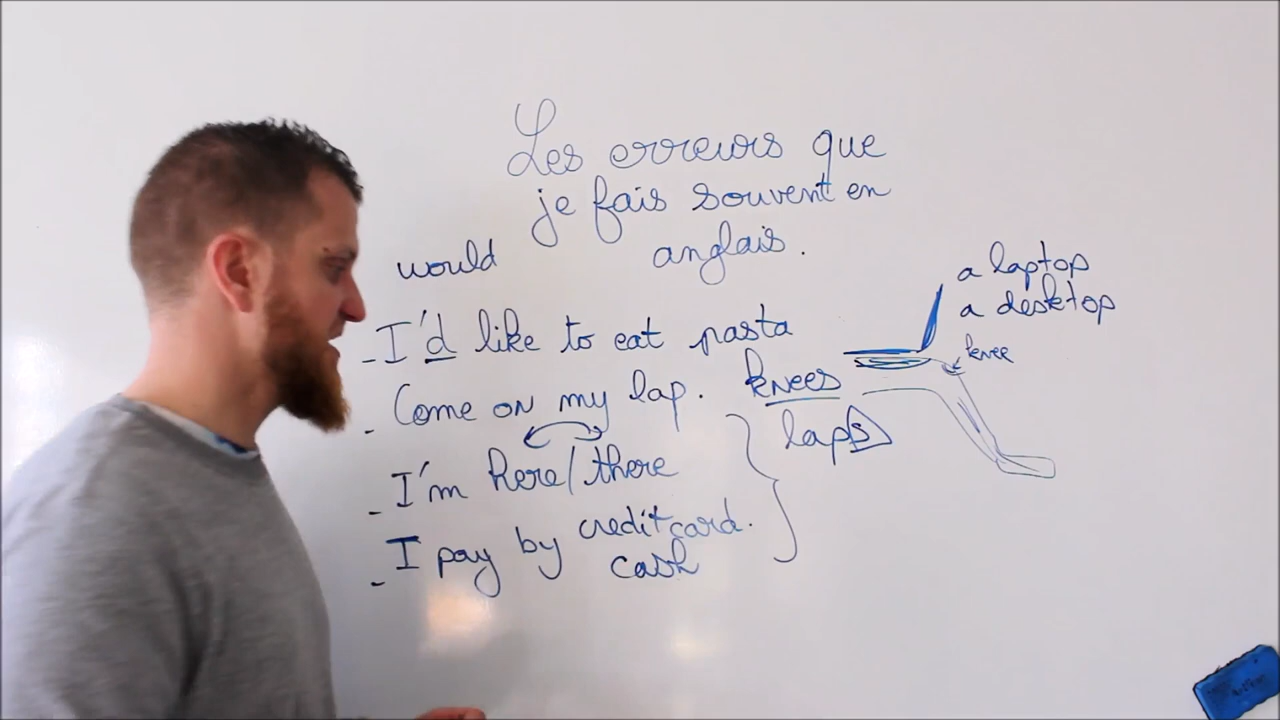 Les erreurs que
je fais souvent en
anglais.
would
- I'd like to eat pasta
- Come on my lap.
knees
laps
- I'm here/there
- I pay by credit card.
cash
a laptop
a desktop
knee